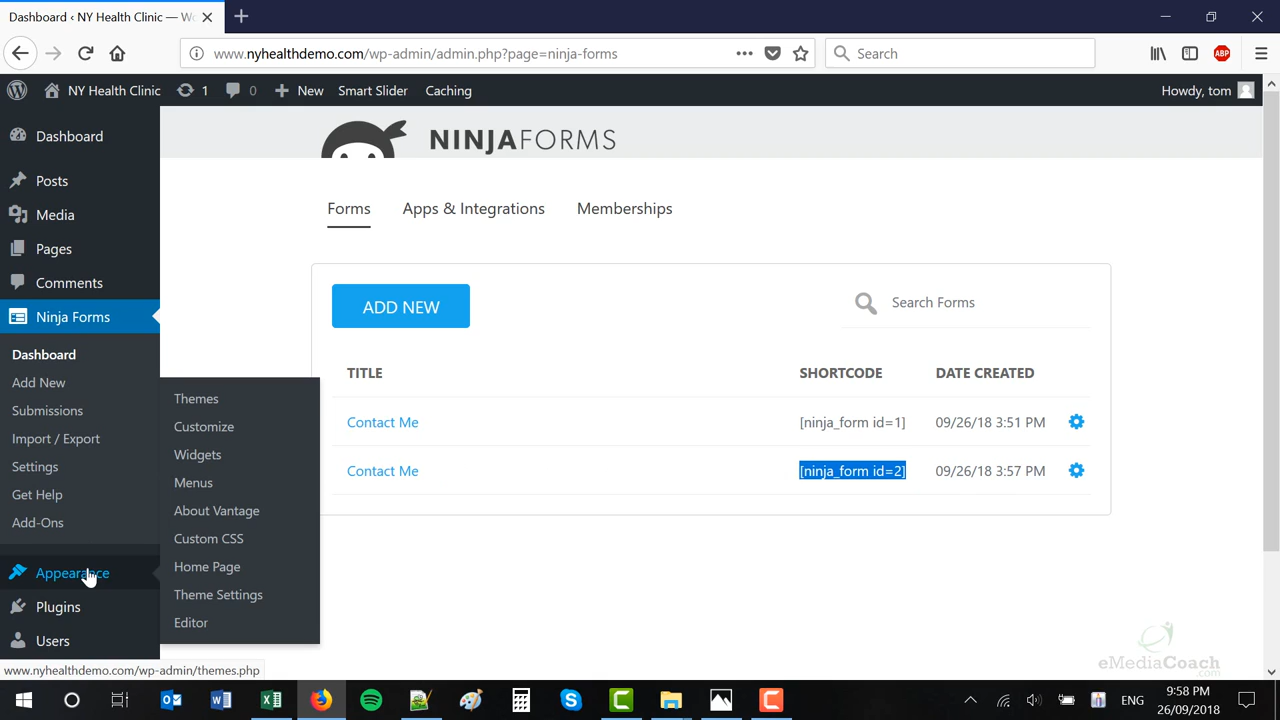 Dashboard ‹ NY Health Clinic — Wo
www.nyhealthdemo.com/wp-admin/admin.php?page=ninja-forms
Search
ABP
NY Health Clinic
1
0
New
Smart Slider
Caching
Howdy, tom
Dashboard
Posts
Media
Pages
Comments
Ninja Forms
Dashboard
Add New
Submissions
Import / Export
Settings
Get Help
Add-Ons
Appearance
Plugins
Users
Themes
Customize
Widgets
Menus
About Vantage
Custom CSS
Home Page
Theme Settings
Editor
NINJAFORMS
Forms
Apps & Integrations
Memberships
ADD NEW
Search Forms
TITLE
SHORTCODE
DATE CREATED
Contact Me
[ninja_form id=1]
09/26/18 3:51 PM
Contact Me
[ninja_form id=2]
09/26/18 3:57 PM
eMediaCoach
.com
www.nyhealthdemo.com/wp-admin/themes.php
ENG
9:58 PM
26/09/2018